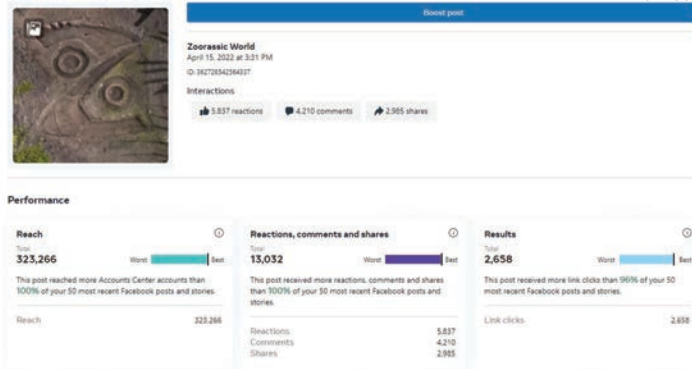 Boost post
Zoorassic World
April 15, 2022 at 3:31 PM
Interactions
5,837 reactions
4,210 comments
2,985 shares
Performance
Reach
Total
323,266
Worst
Best
This post reached more Accounts Center accounts than
100% of your 50 most recent Facebook posts and stories.
Reach 323,266
Reactions, comments and shares
Total
13,032
Worst
Best
This post received more reactions, comments and shares
than 100% of your 50 most recent Facebook posts and
stories.
Reactions 5,837
Comments 4,210
Shares 2,985
Results
Total
2,658
Worst
Best
This post received more link clicks than 96% of your 50
most recent Facebook posts and stories.
Link clicks 2,658